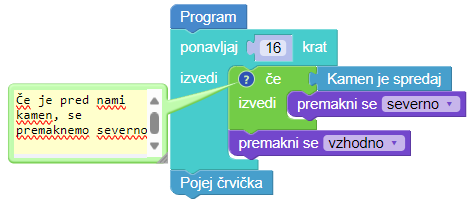 Program
ponavljaj 16 krat
izvedi ? če Kamen je spredaj
izvedi premakni se severno
premakni se vzhodno
Pojej črvička
Če je pred nami
kamen, se
premaknemo severno